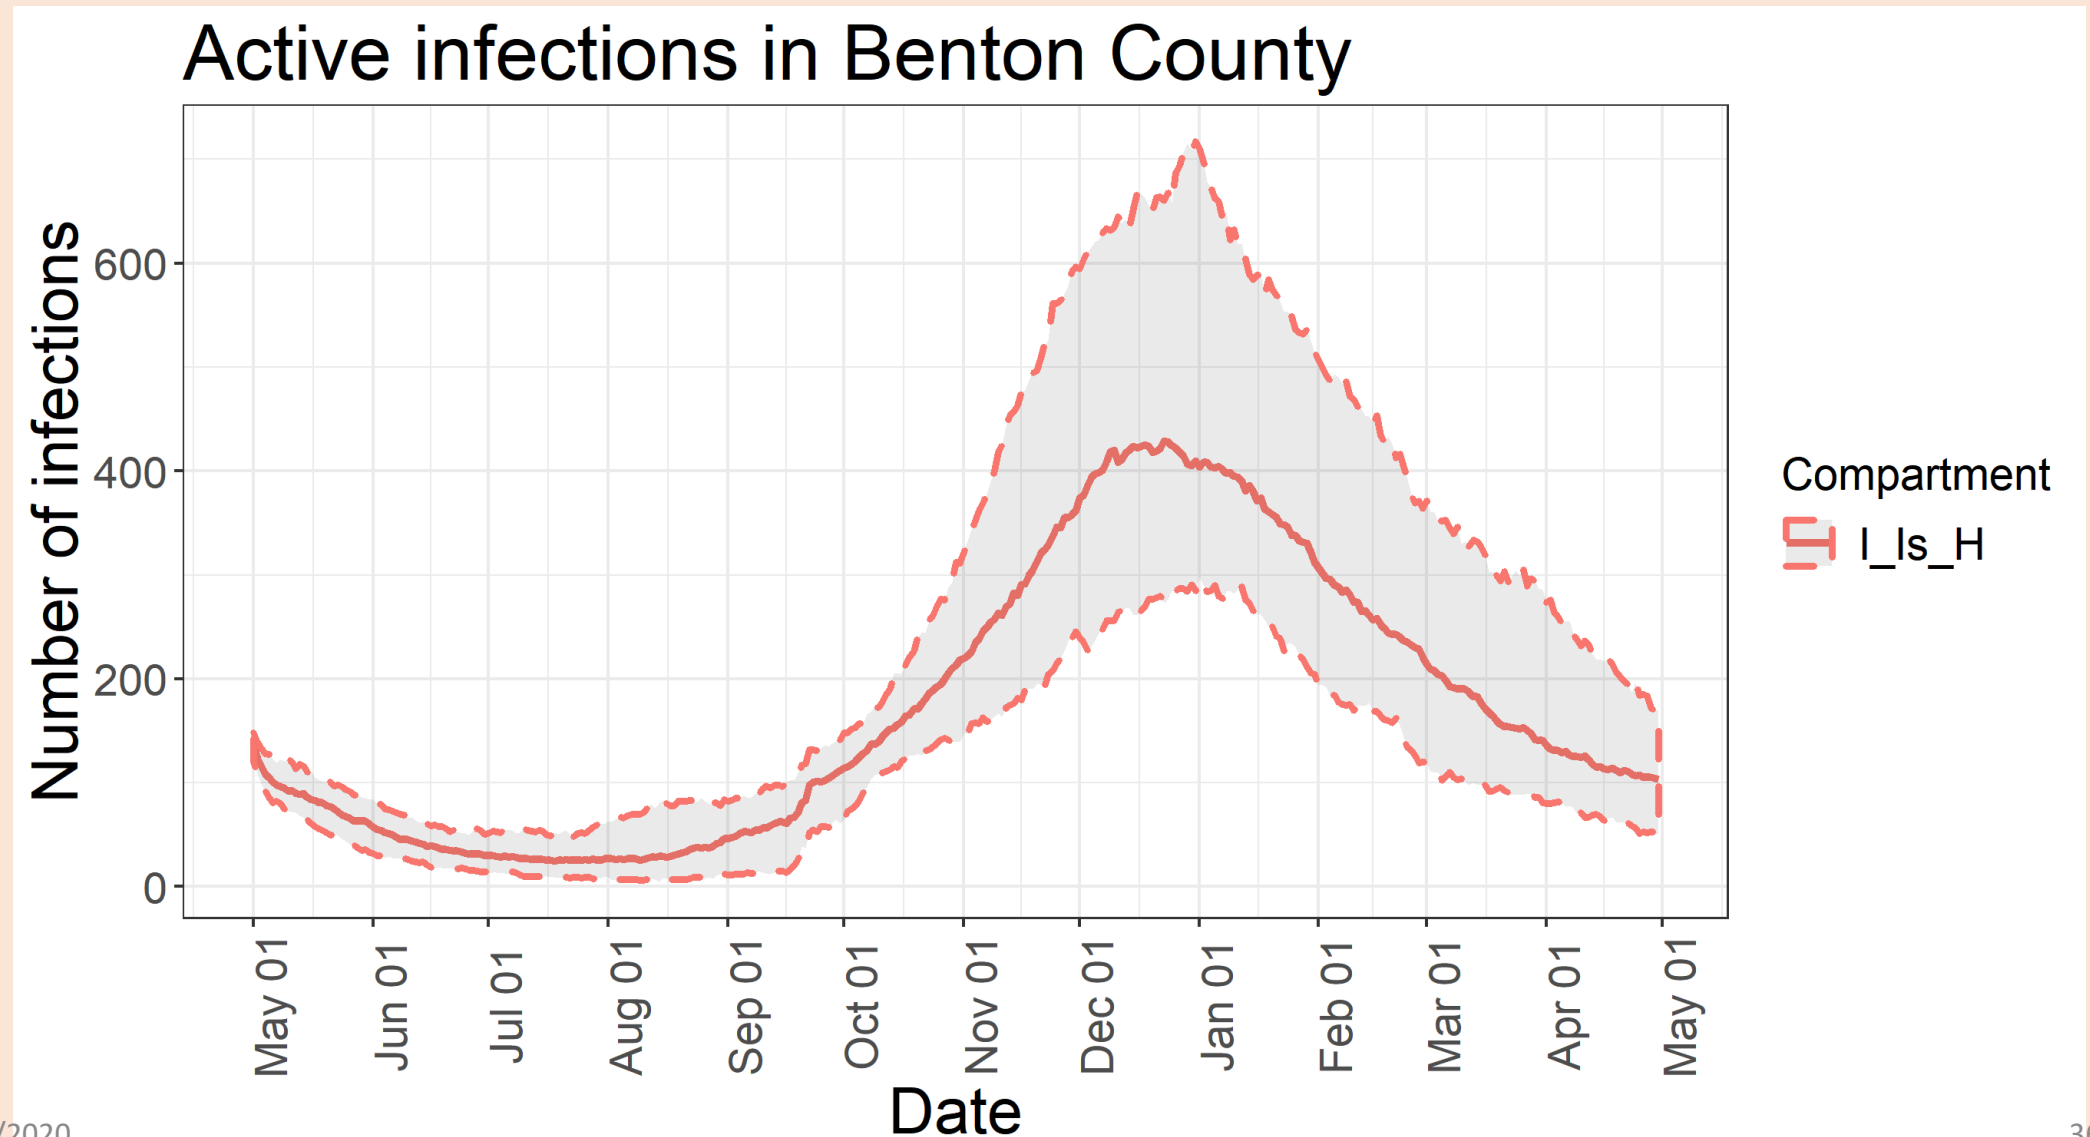 Active infections in Benton County
Number of infections
600
400
200
0
May 01
Jun 01
Jul 01
Aug 01
Sep 01
Oct 01
Nov 01
Dec 01
Jan 01
Feb 01
Mar 01
Apr 01
May 01
Date
Compartment
I_Is_H
/2020